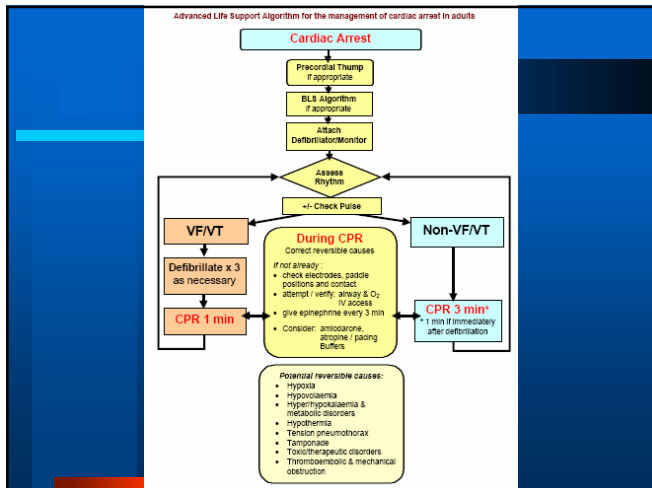 Advanced Life Support Algorithm for the management of cardiac arrest in adults
Cardiac Arrest
Precordial Thump
if appropriate
BLS Algorithm
if appropriate
Attach
Defibrillator/Monitor
Assess
Rhythm
+/- Check Pulse
VF/VT
Defibrillate x 3
as necessary
CPR 1 min
During CPR
Correct reversible causes
If not already :
• check electrodes, paddle
positions and contact
• attempt / verify: airway & O2
IV access
• give epinephrine every 3 min
• Consider: amiodarone,
atropine / pacing
Buffers
Non-VF/VT
CPR 3 min*
* 1 min if immediately
after defibrillation
Potential reversible causes:
• Hypoxia
• Hypovolaemia
• Hyper/hypokalaemia &
metabolic disorders
• Hypothermia
• Tension pneumothorax
• Tamponade
• Toxic/therapeutic disorders
• Thromboembolic & mechanical
obstruction